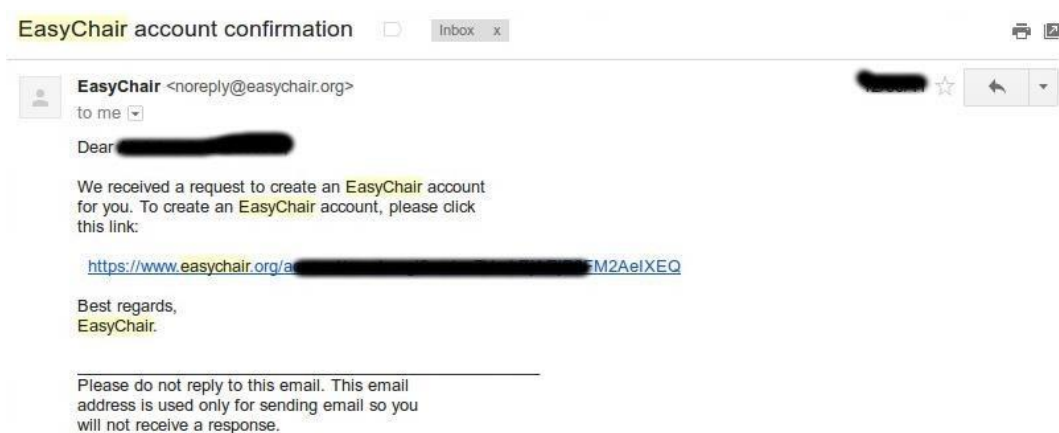 EasyChair account confirmation Inbox x
EasyChair <noreply@easychair.org>
to me
Dear
We received a request to create an EasyChair account
for you. To create an EasyChair account, please click
this link:
https://www.easychair.org/a FM2AeIXEQ
Best regards,
EasyChair.
Please do not reply to this email. This email
address is used only for sending email so you
will not receive a response.